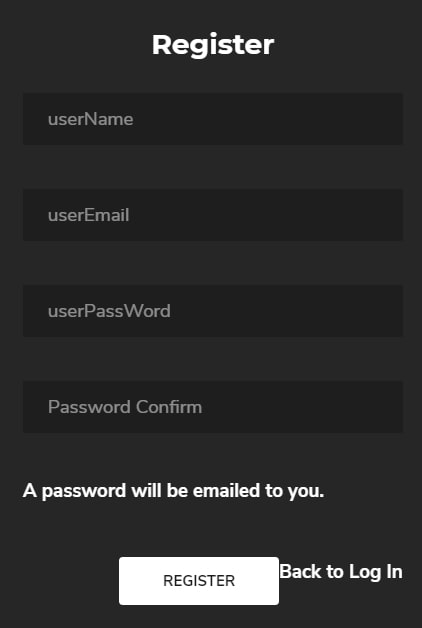 Register
userName
userEmail
userPassWord
Password Confirm
A password will be emailed to you.
REGISTER
Back to Log In